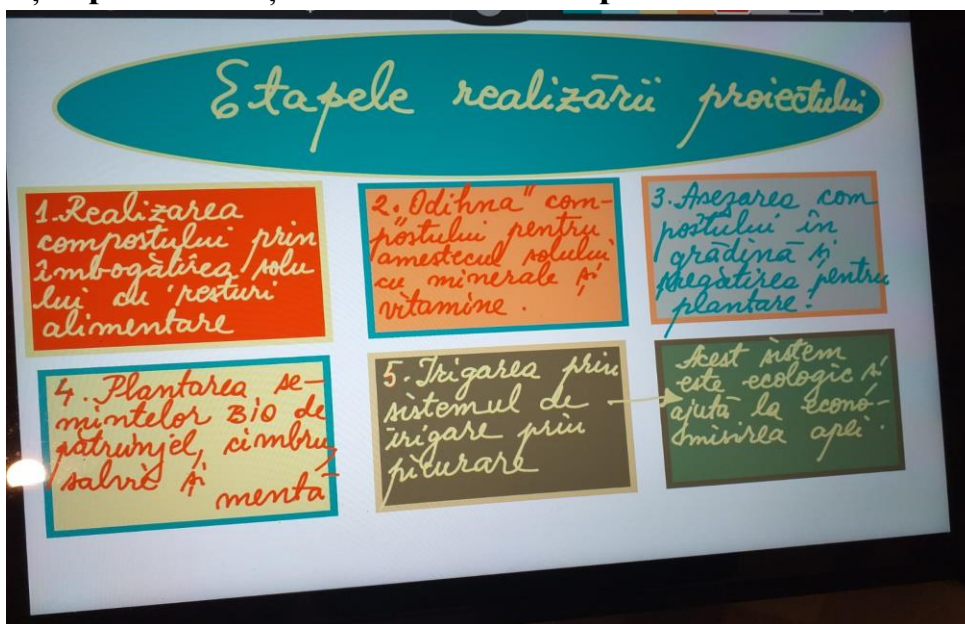 Etapele realizării proiectului
1. Realizarea
compostului prin
îmbogățirea solu
lui cu resturi
alimentare
2. Odihna" com-
"postului pentru
amestecul solului
cu minerale și
vitamine.
3. Asezarea com
postului în
grădină și
pregătirea pentru
plantare.
4. Plantarea se-
mintelor BIO de
pătrunjel, cimbru,
salvie și
mentă
5. Irigarea prin
sistemul de
irigare prin
picurare
Acest sistem
este ecologic și
ajută la econo-
misirea apei.